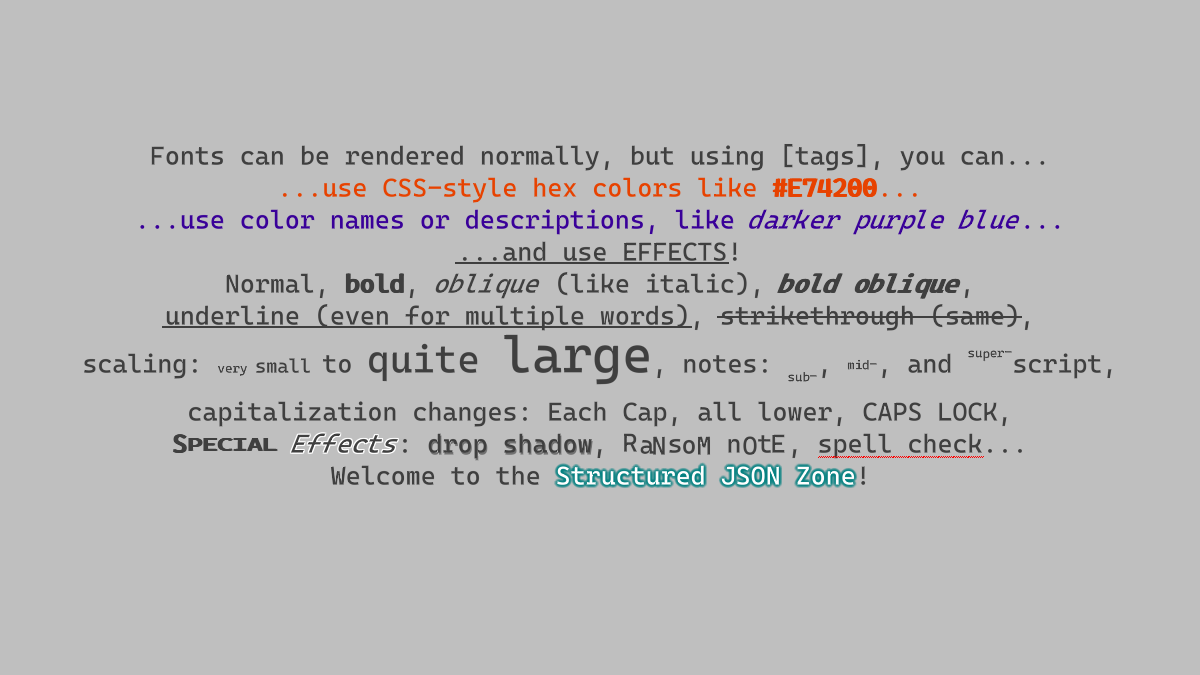 Fonts can be rendered normally, but using [tags], you can...
...use CSS-style hex colors like #E74200...
...use color names or descriptions, like darker purple blue...
...and use EFFECTS!
Normal, bold, oblique (like italic), bold oblique,
underline (even for multiple words), strikethrough (same),
scaling: very small to quite large, notes: sub-, mid-, and super-script,
capitalization changes: Each Cap, all lower, CAPS LOCK,
SPECIAL Effects: drop shadow, RaNsoM nOtE, spell check...
Welcome to the Structured JSON Zone!